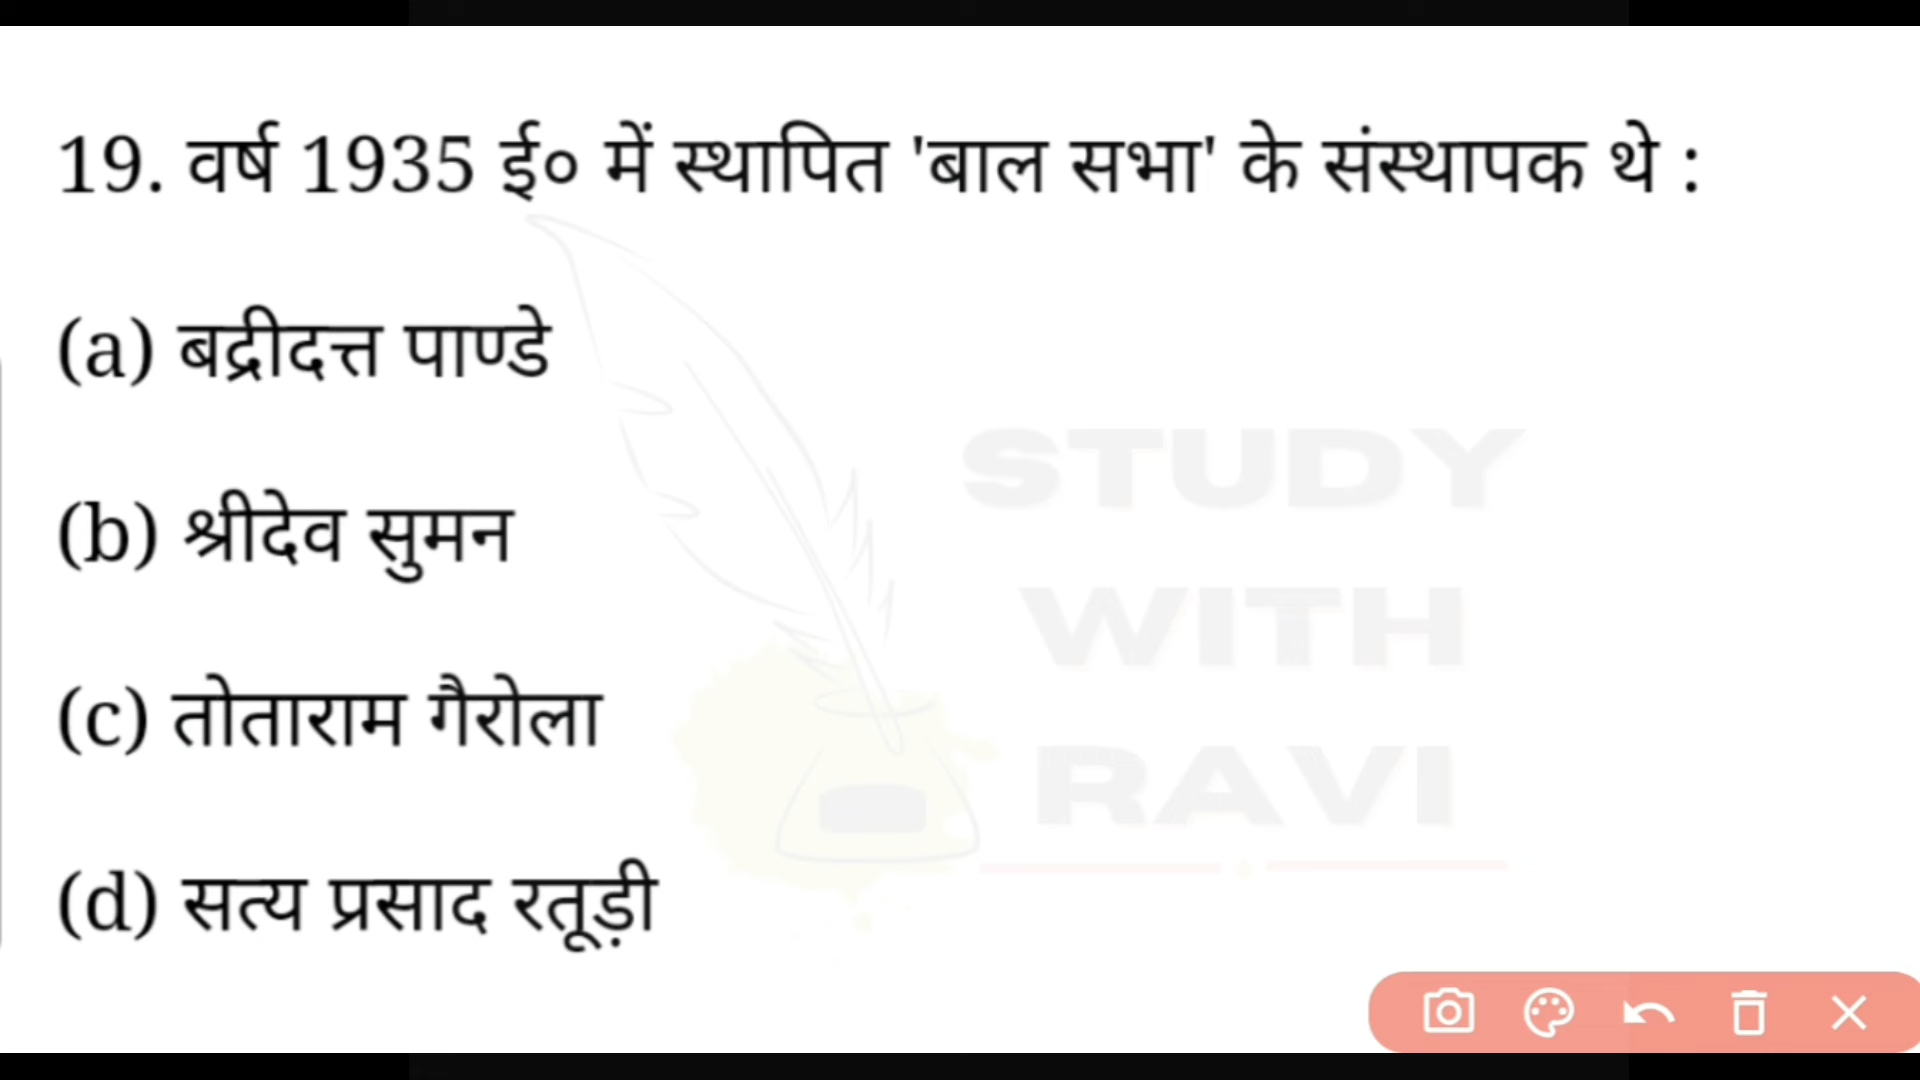 19. वर्ष 1935 ई० में स्थापित 'बाल सभा' के संस्थापक थे :
(a) बद्रीदत्त पाण्डे
(b) श्रीदेव सुमन
(c) तोताराम गैरोला
(d) सत्य प्रसाद रतूड़ी
STUDY
WITH
RAVI